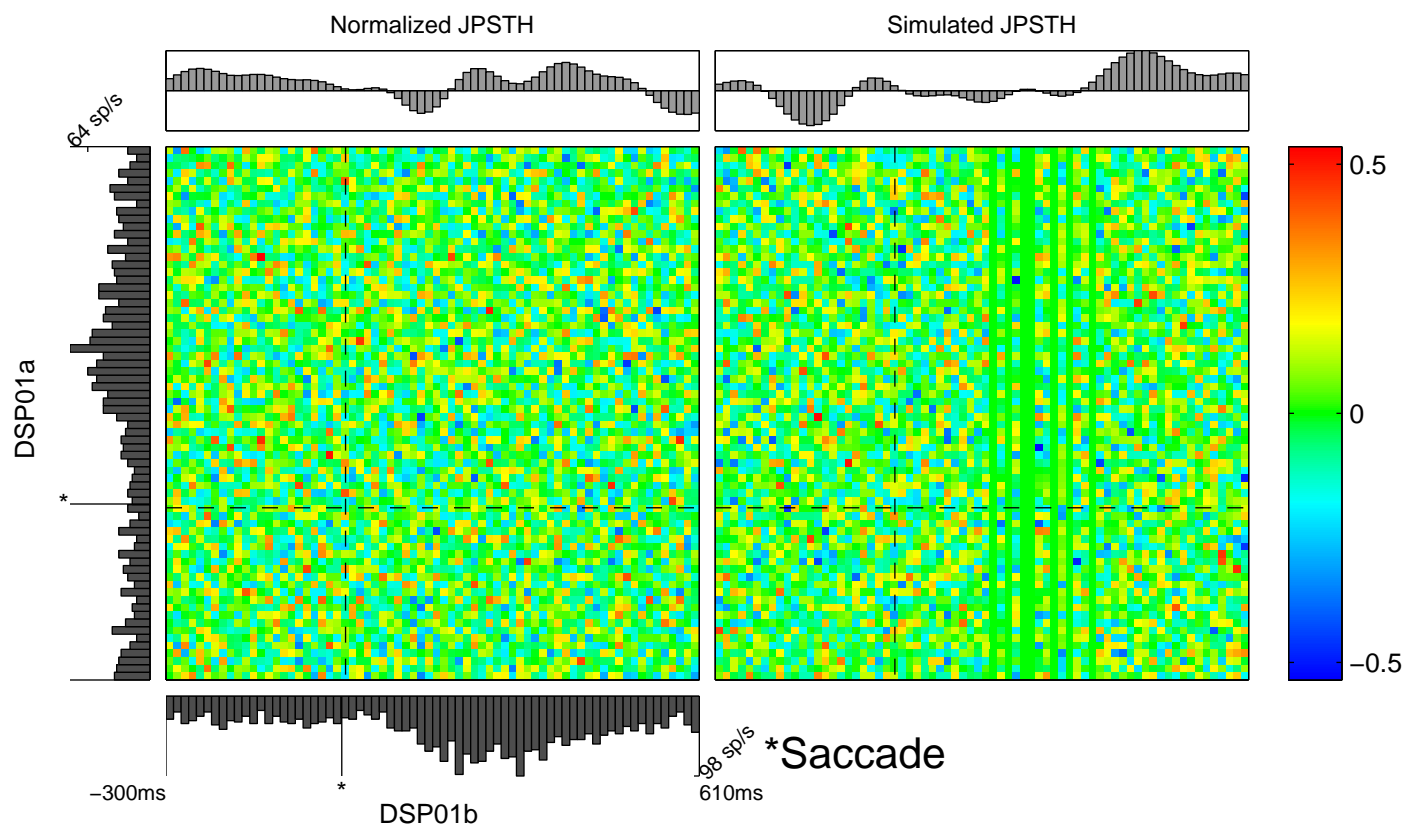 Normalized JPSTH
Simulated JPSTH
64 sp/s
0.5
DSP01a
0
*
−0.5
98 sp/s
*Saccade
−300ms
*
610ms
DSP01b